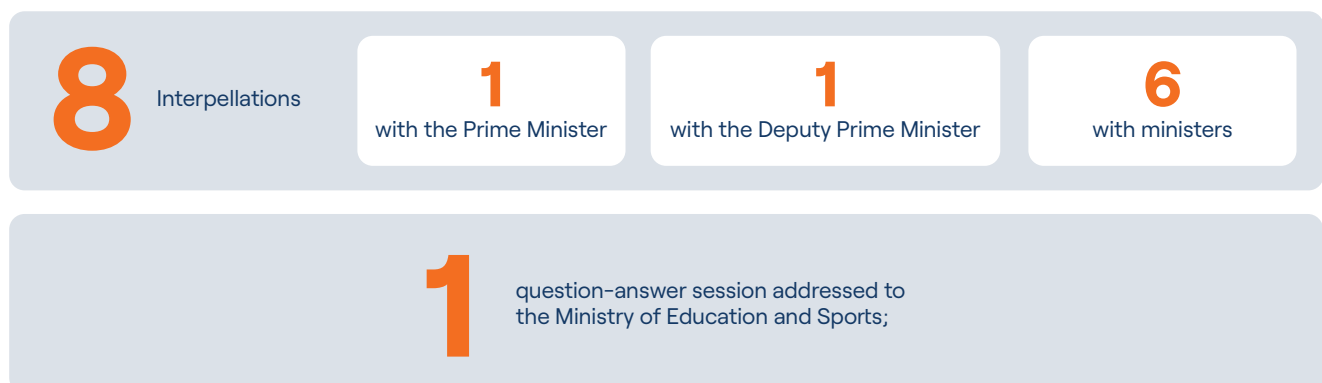 8
Interpellations
1
with the Prime Minister
1
with the Deputy Prime Minister
6
with ministers
1
question-answer session addressed to
the Ministry of Education and Sports;